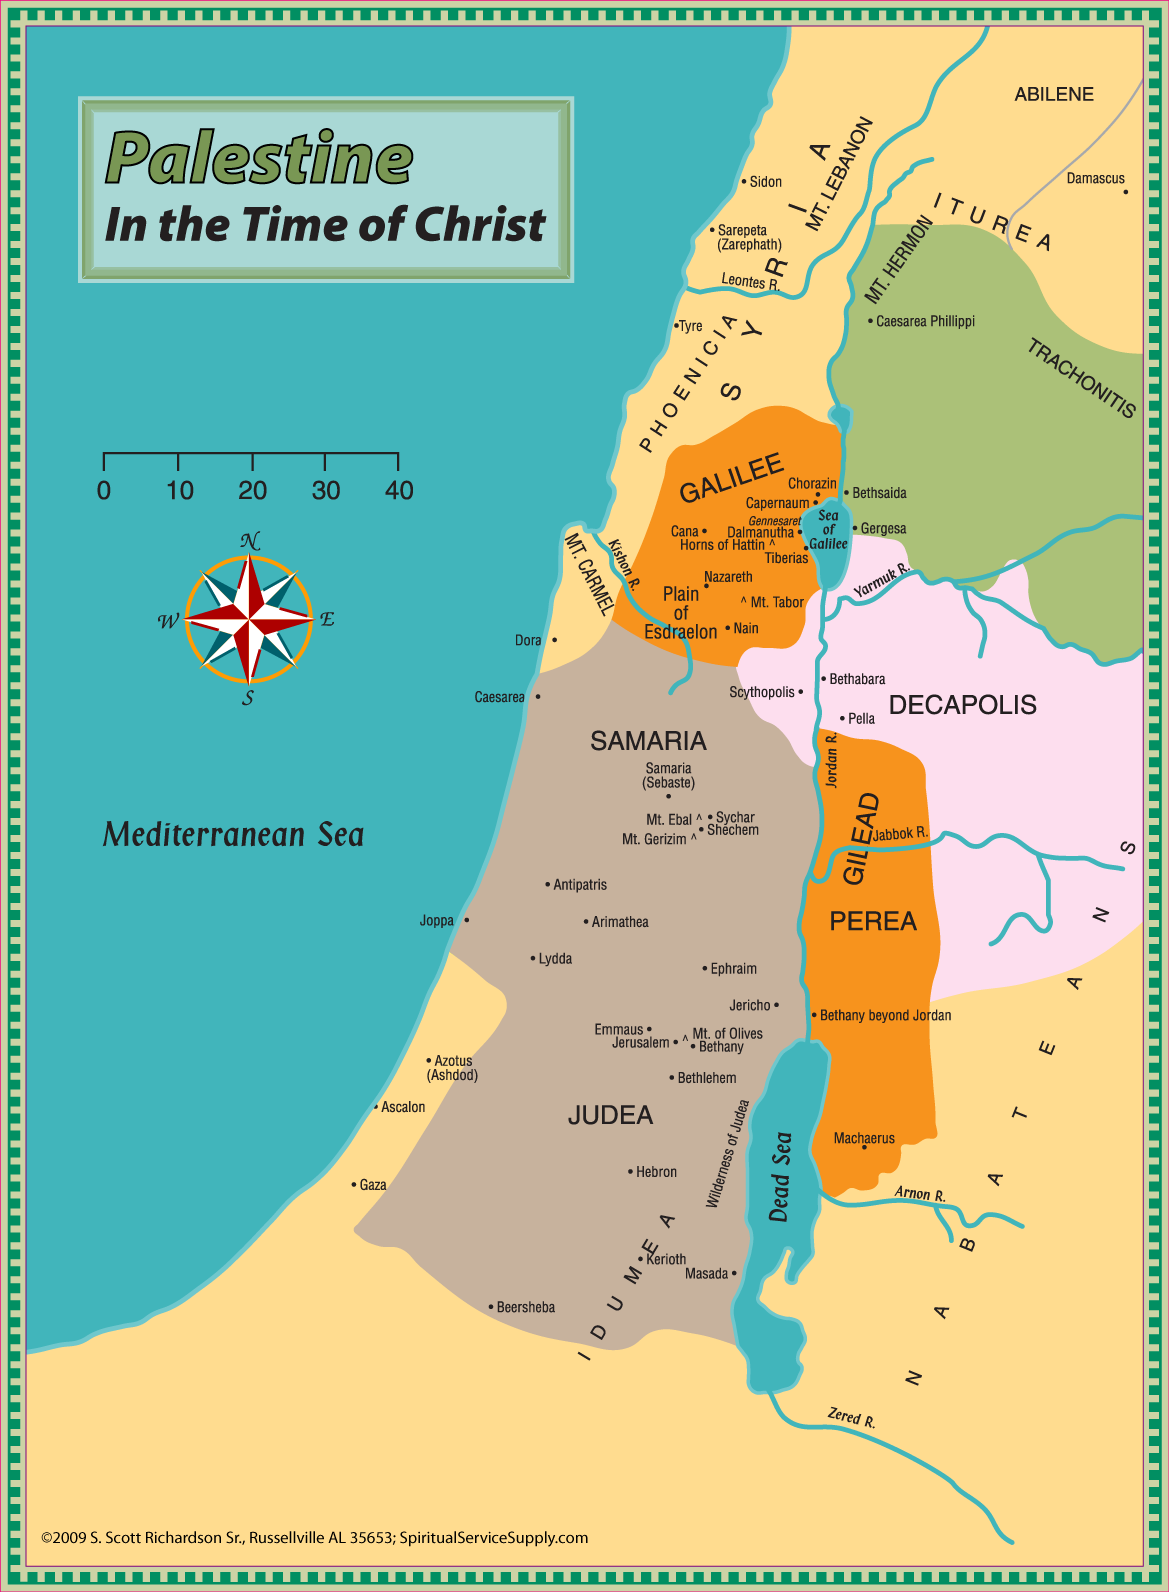 Palestine
In the Time of Christ
ABILENE
Damascus
ITUREA
SYRIA
MT. LEBANON
Sidon
Sarepeta
(Zarephath)
Leontes R.
MT. HERMON
Tyre
PHOENICIA
Caesarea Phillippi
TRACHONITIS
0 10 20 30 40
GALILEE
Chorazin
Bethsaida
Capernaum
Gennesaret
Sea
of
Galilee
Gergesa
Cana
Dalmanutha
Horns of Hattin ^
Tiberias
MT. CARMEL
Kishon R.
Yarmuk R.
Nazareth
Plain
of
Esdraelon
^ Mt. Tabor
Nain
N
W
E
S
Dora
Caesarea
Scythopolis
Bethabara
Pella
DECAPOLIS
Jordan R.
SAMARIA
Samaria
(Sebaste)
Mt. Ebal ^
Sychar
Shechem
Mt. Gerizim ^
GILEAD
Jabbok R.
Mediterranean Sea
Antipatris
Joppa
Arimathea
PEREA
Lydda
Ephraim
Jericho
Bethany beyond Jordan
Emmaus
^ Mt. of Olives
Jerusalem
Bethany
Azotus
(Ashdod)
Bethlehem
Ascalon
JUDEA
Wilderness of Judea
Dead Sea
Machaerus
Hebron
Gaza
Arnon R.
NABATEANS
IDUMEA
Kerioth
Masada
Beersheba
Zered R.
©2009 S. Scott Richardson Sr., Russellville AL 35653; SpiritualServiceSupply.com